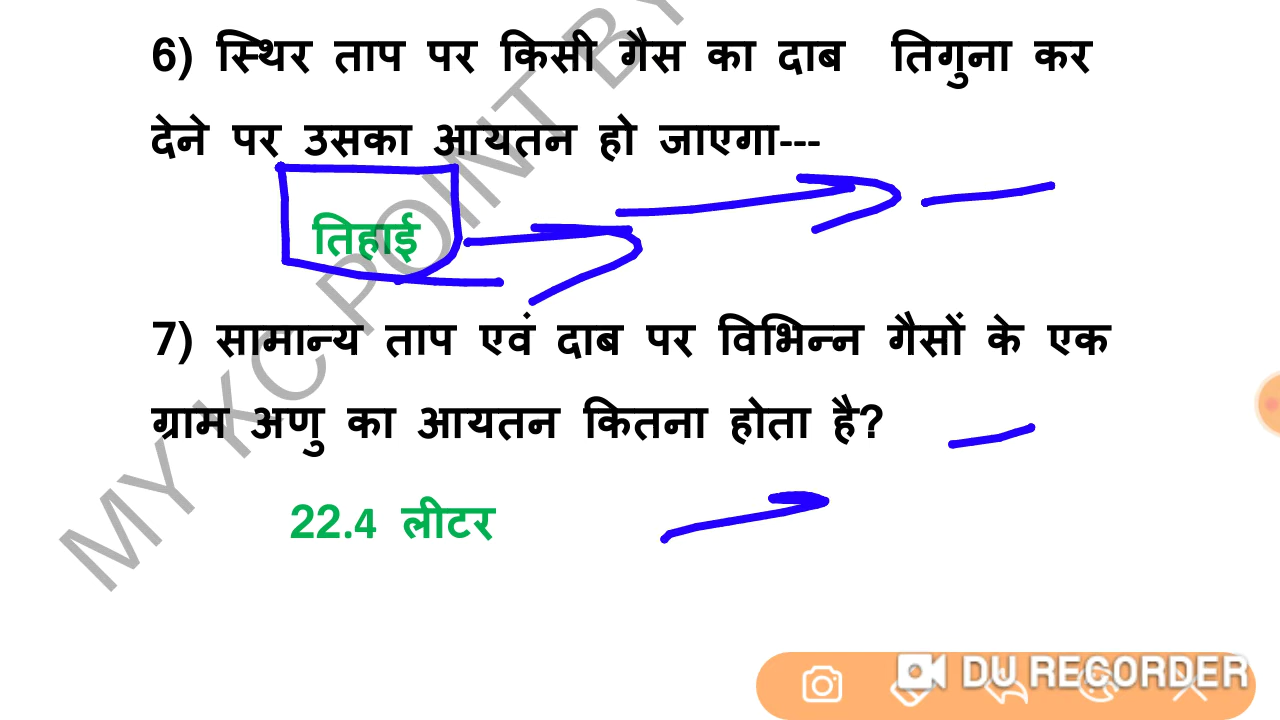 6) स्थिर ताप पर किसी गैस का दाब तिगुना कर
देने पर उसका आयतन हो जाएगा---
तिहाई
7) सामान्य ताप एवं दाब पर विभिन्न गैसों के एक
ग्राम अणु का आयतन कितना होता है?
22.4 लीटर
MY KC POINT BY
DU RECORDER